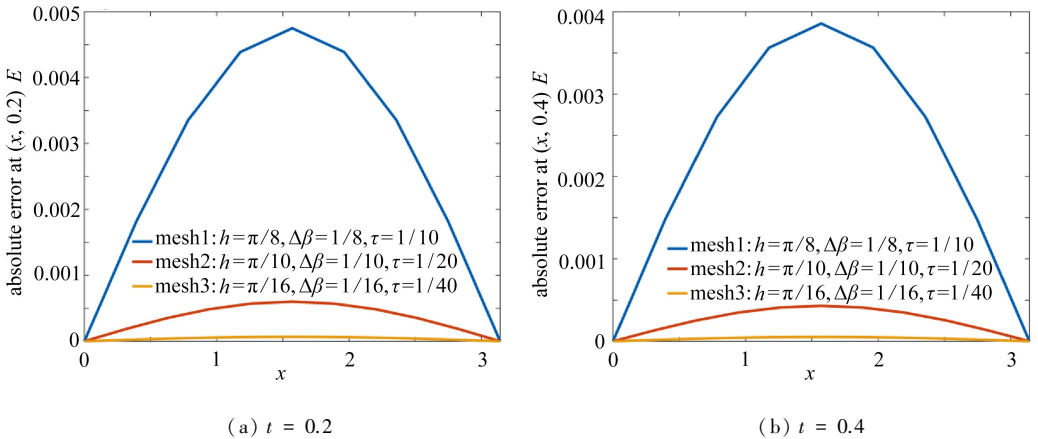 absolute error at (x, 0.2) E
0.005
0.004
0.003
0.002
0.001
0
mesh1: h=π/8, Δβ=1/8, τ=1/10
mesh2: h=π/10, Δβ=1/10, τ=1/20
mesh3: h=π/16, Δβ=1/16, τ=1/40
0 1 2 3
x
(a) t = 0.2
absolute error at (x, 0.4) E
0.004
0.003
0.002
0.001
0
mesh1: h=π/8, Δβ=1/8, τ=1/10
mesh2: h=π/10, Δβ=1/10, τ=1/20
mesh3: h=π/16, Δβ=1/16, τ=1/40
0 1 2 3
x
(b) t = 0.4